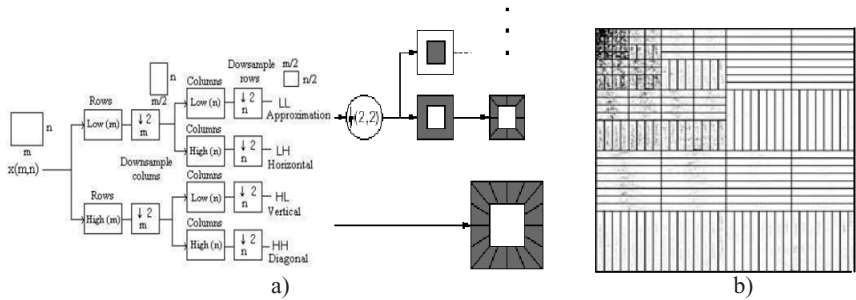 m/2
Dowsample rows
n/2
n
m/2
Columns
Low (n)
↓ 2 n
LL
Approximation
Rows
Low (m)
↓ 2 m
n
m
x(m,n)
Downsample colums
Columns
High (n)
↓ 2 n
LH
Horizontal
(2,2)
Rows
High (m)
↓ 2 m
Columns
Low (n)
↓ 2 n
HL
Vertical
Columns
High (n)
↓ 2 n
HH
Diagonal
a)
b)